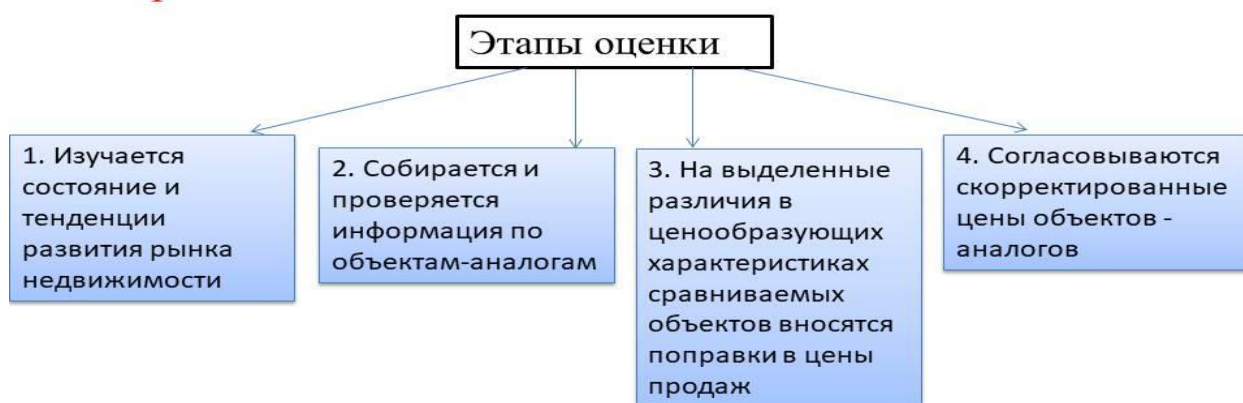 Этапы оценки
1. Изучается
состояние и
тенденции
развития рынка
недвижимости
2. Собирается и
проверяется
информация по
объектам-аналогам
3. На выделенные
различия в
ценообразующих
характеристиках
сравниваемых
объектов вносятся
поправки в цены
продаж
4. Согласовываются
скорректированные
цены объектов -
аналогов